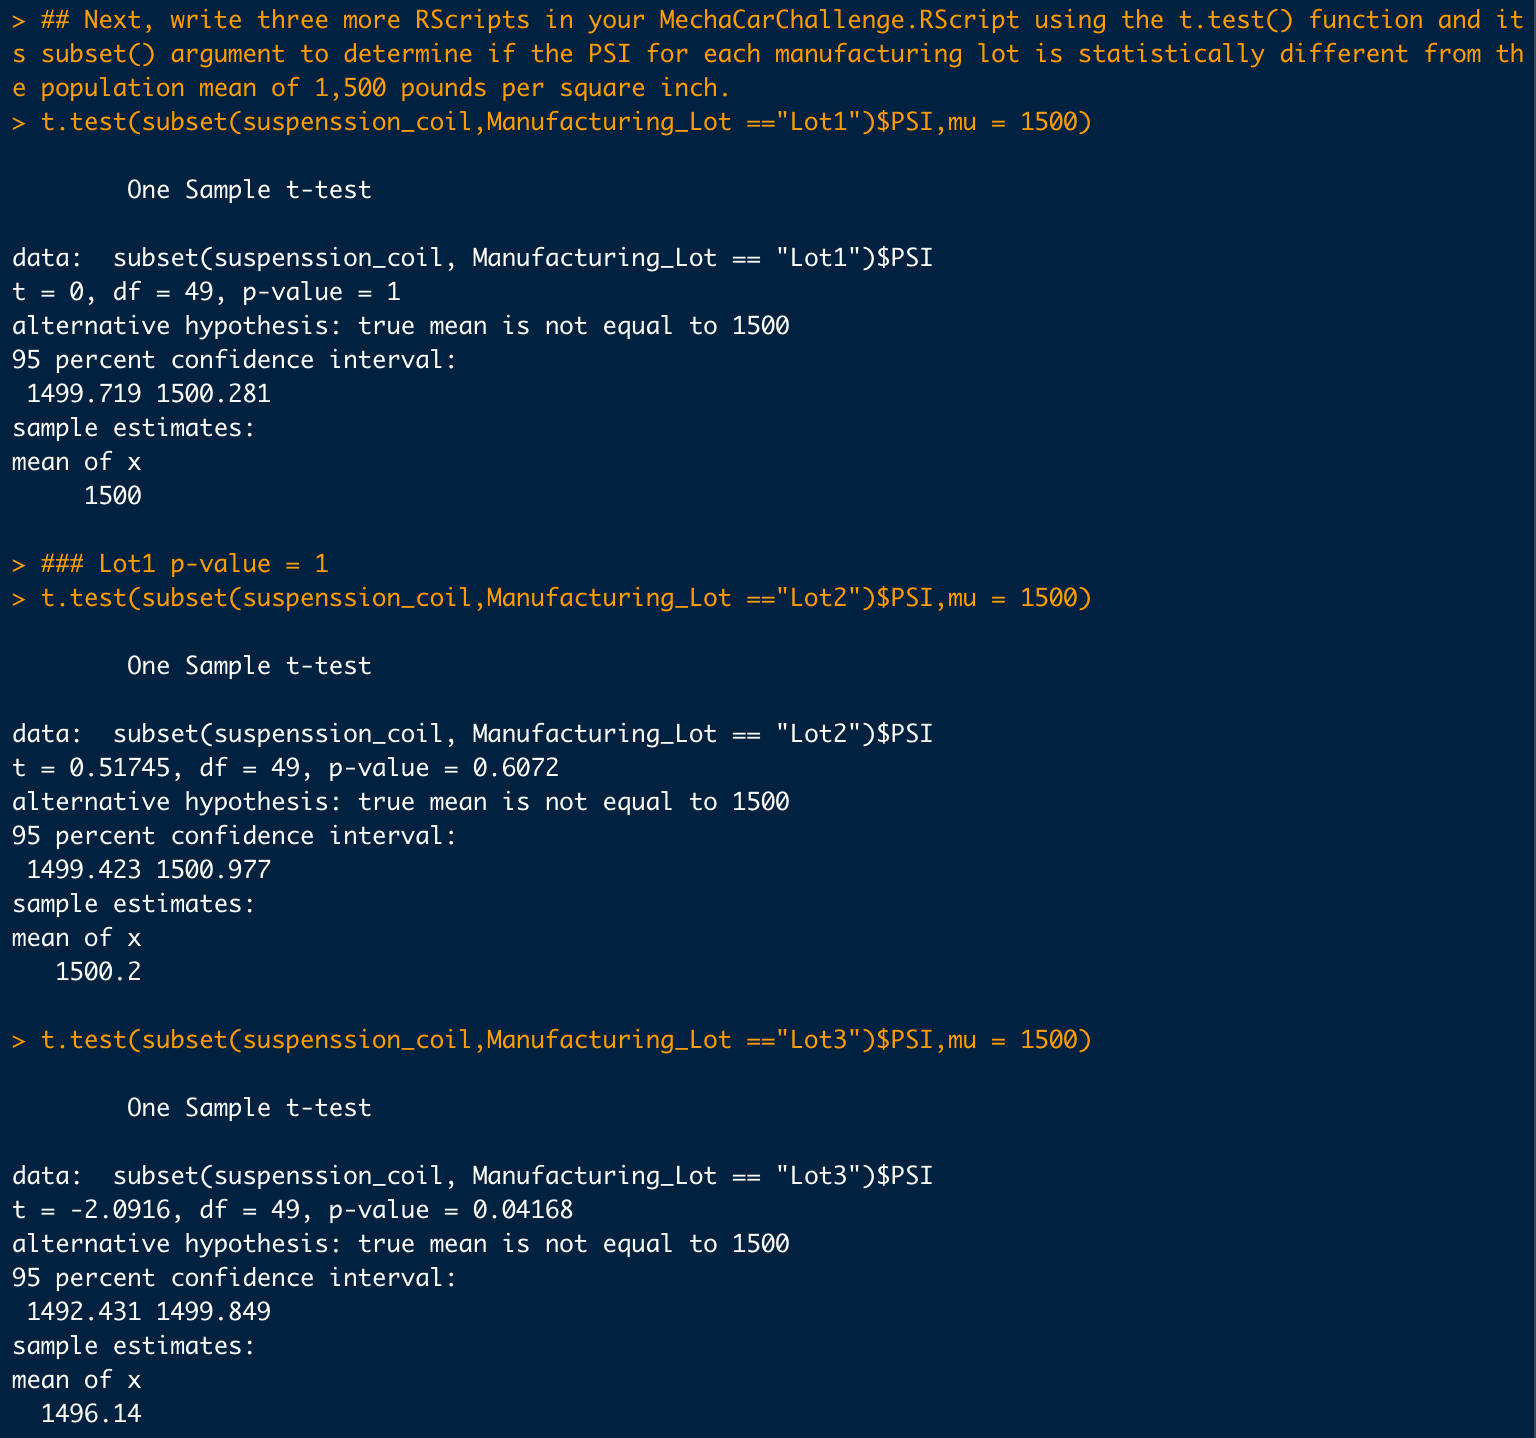 > ## Next, write three more RScripts in your MechaCarChallenge.RScript using the t.test() function and it
s subset() argument to determine if the PSI for each manufacturing lot is statistically different from th
e population mean of 1,500 pounds per square inch.
> t.test(subset(suspenssion_coil,Manufacturing_Lot =="Lot1")$PSI,mu = 1500)
One Sample t-test
data:  subset(suspenssion_coil, Manufacturing_Lot == "Lot1")$PSI
t = 0, df = 49, p-value = 1
alternative hypothesis: true mean is not equal to 1500
95 percent confidence interval:
1499.719 1500.281
sample estimates:
mean of x
1500
> ### Lot1 p-value = 1
> t.test(subset(suspenssion_coil,Manufacturing_Lot =="Lot2")$PSI,mu = 1500)
One Sample t-test
data:  subset(suspenssion_coil, Manufacturing_Lot == "Lot2")$PSI
t = 0.51745, df = 49, p-value = 0.6072
alternative hypothesis: true mean is not equal to 1500
95 percent confidence interval:
1499.423 1500.977
sample estimates:
mean of x
1500.2
> t.test(subset(suspenssion_coil,Manufacturing_Lot =="Lot3")$PSI,mu = 1500)
One Sample t-test
data:  subset(suspenssion_coil, Manufacturing_Lot == "Lot3")$PSI
t = -2.0916, df = 49, p-value = 0.04168
alternative hypothesis: true mean is not equal to 1500
95 percent confidence interval:
1492.431 1499.849
sample estimates:
mean of x
1496.14